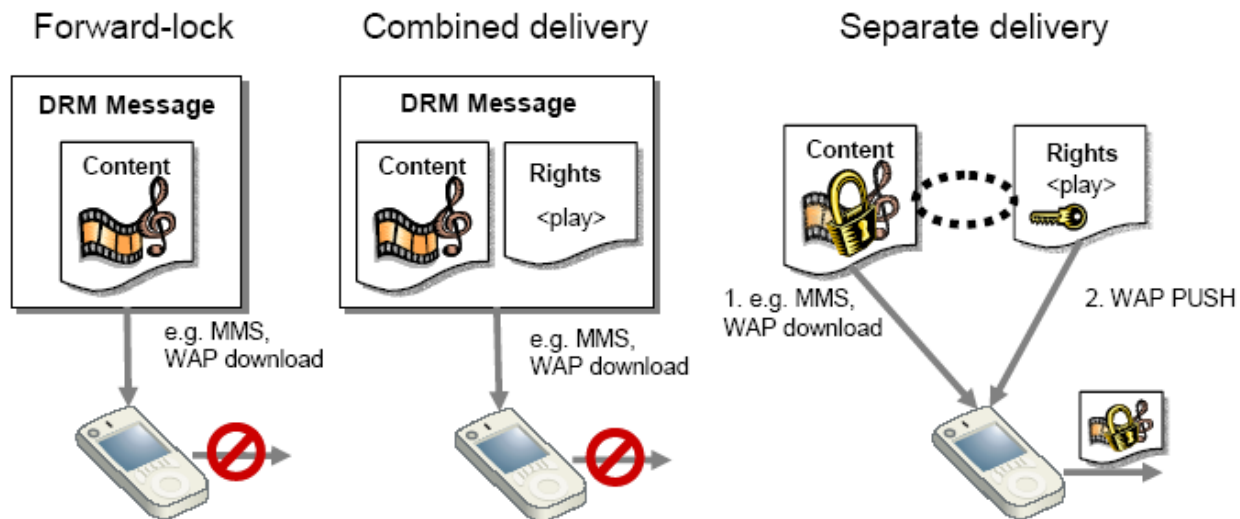 Forward-lock
DRM Message
Content
e.g. MMS,
WAP download
Combined delivery
DRM Message
Content
Rights
<play>
e.g. MMS,
WAP download
Separate delivery
Content
Rights
<play>
1. e.g. MMS,
WAP download
2. WAP PUSH